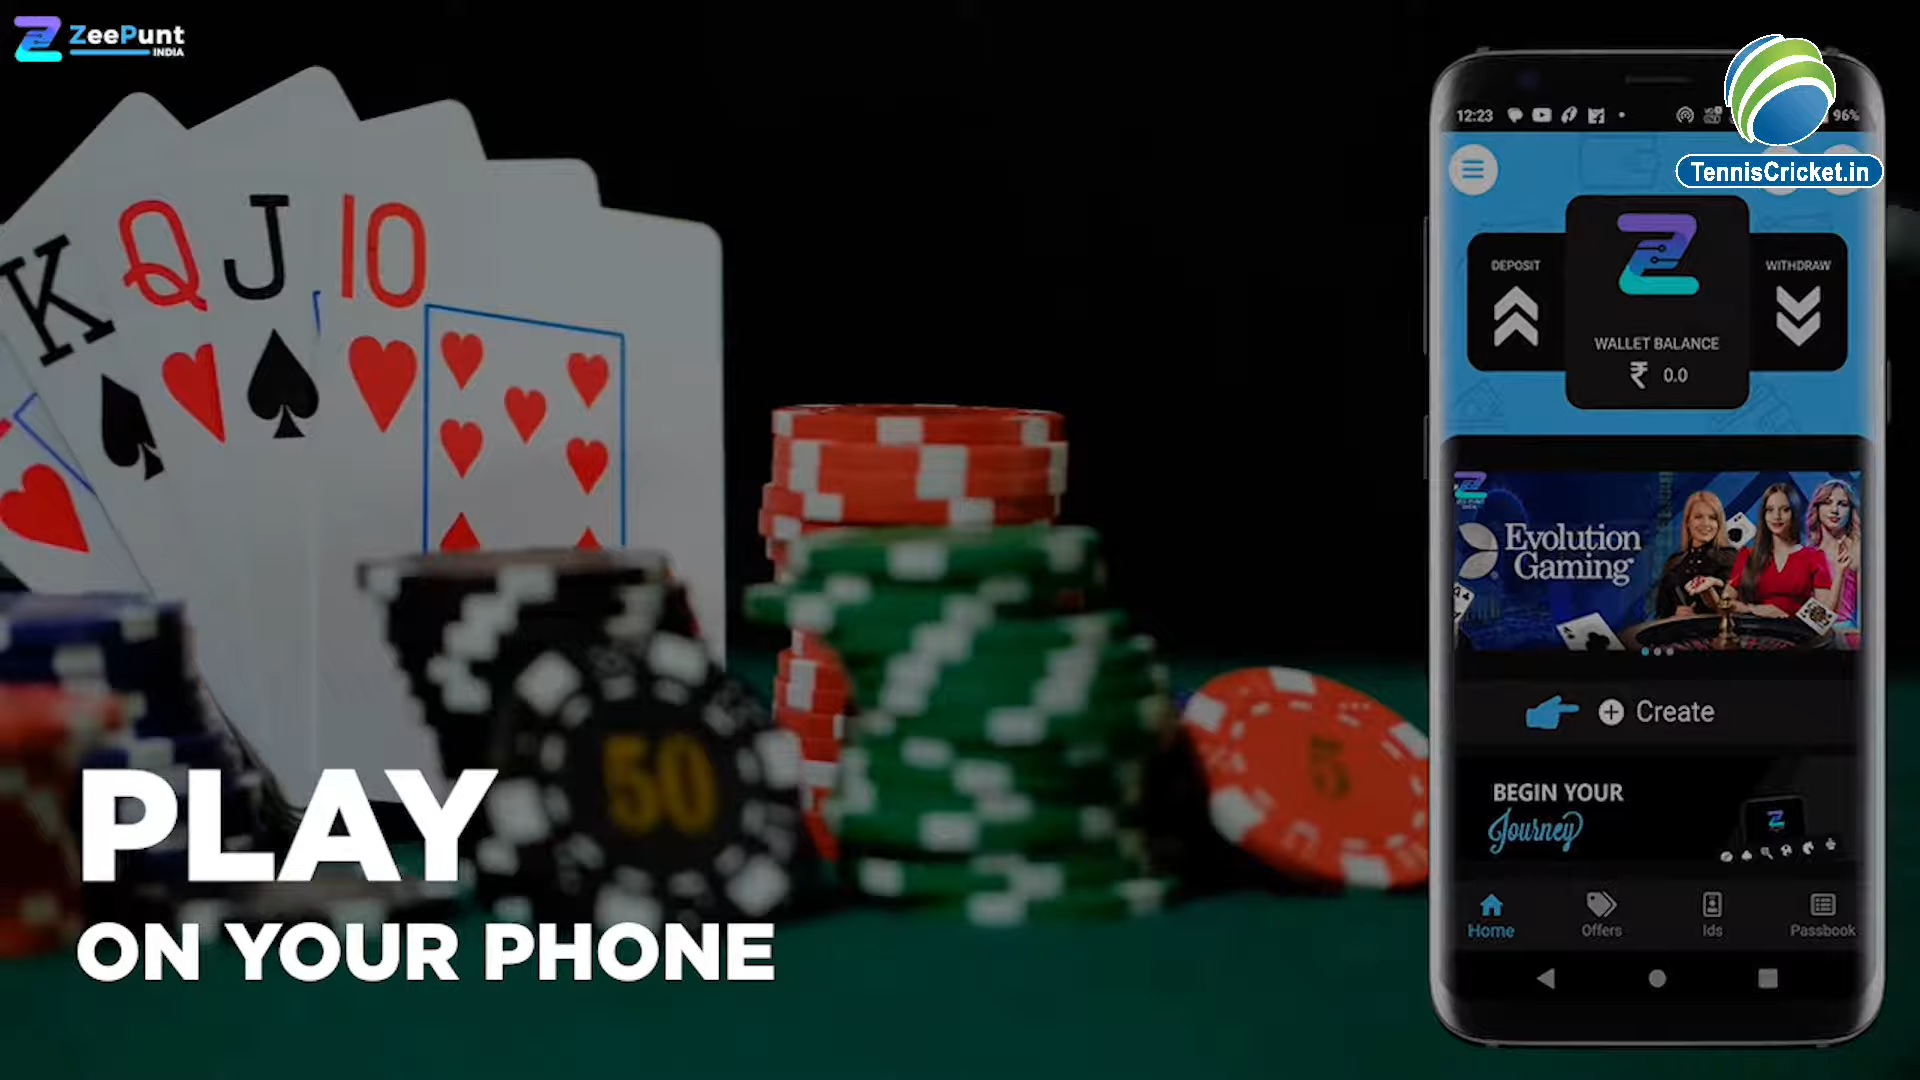 ZeePunt
INDIA
K
Q
J
10
50
5
PLAY
ON YOUR PHONE
12:23
96%
TennisCricket.in
DEPOSIT
WITHDRAW
WALLET BALANCE
₹ 0.0
Evolution
Gaming
Create
BEGIN YOUR
Journey
Home
Offers
Ids
Passbook